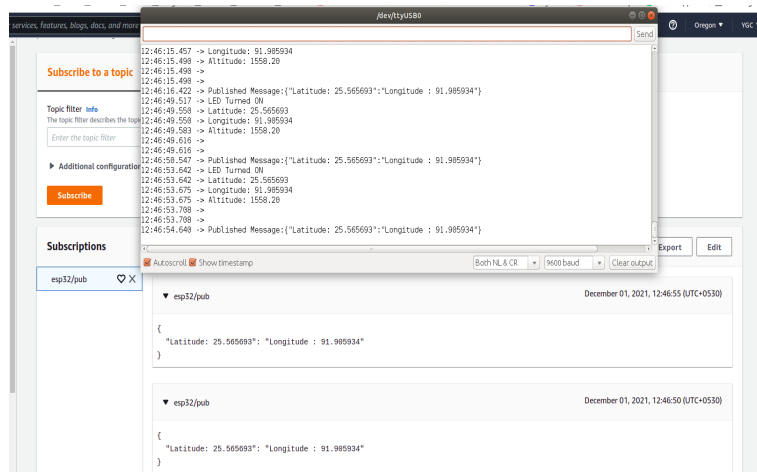 /dev/ttyUSB0
services, features, blogs, docs, and more
Oregon ▼
YGC
Send
12:46:15.457 -> Longitude: 91.905934
12:46:15.490 -> Altitude: 1558.20
12:46:15.490 ->
12:46:15.490 ->
12:46:16.422 -> Published Message:{"Latitude: 25.565693":"Longitude : 91.905934"}
12:46:49.517 -> LED Turned ON
12:46:49.550 -> Latitude: 25.565693
12:46:49.550 -> Longitude: 91.905934
12:46:49.583 -> Altitude: 1558.20
12:46:49.616 ->
12:46:49.616 ->
12:46:50.547 -> Published Message:{"Latitude: 25.565693":"Longitude : 91.905934"}
12:46:53.642 -> LED Turned ON
12:46:53.642 -> Latitude: 25.565693
12:46:53.675 -> Longitude: 91.905934
12:46:53.675 -> Altitude: 1558.20
12:46:53.708 ->
12:46:53.708 ->
12:46:54.640 -> Published Message:{"Latitude: 25.565693":"Longitude : 91.905934"}
Autoscroll Show timestamp
Both NL & CR
9600 baud
Clear output
Subscribe to a topic
Topic filter Info
The topic filter describes the topi
Enter the topic filter
Additional configuration
Subscribe
Subscriptions
Export
Edit
esp32/pub
▼ esp32/pub
December 01, 2021, 12:46:55 (UTC+0530)
{
"Latitude: 25.565693": "Longitude : 91.905934"
}
▼ esp32/pub
December 01, 2021, 12:46:50 (UTC+0530)
{
"Latitude: 25.565693": "Longitude : 91.905934"
}